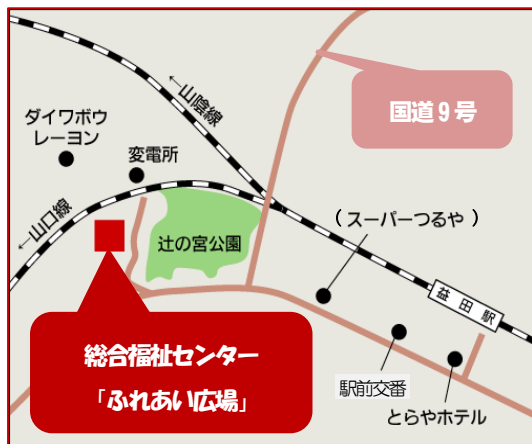 ←山陰線
国道9号
ダイワボウ
レーヨン
変電所
(スーパーつるや)
←山口線
辻の宮公園
益田駅
総合福祉センター
「ふれあい広場」
駅前交番
とらやホテル